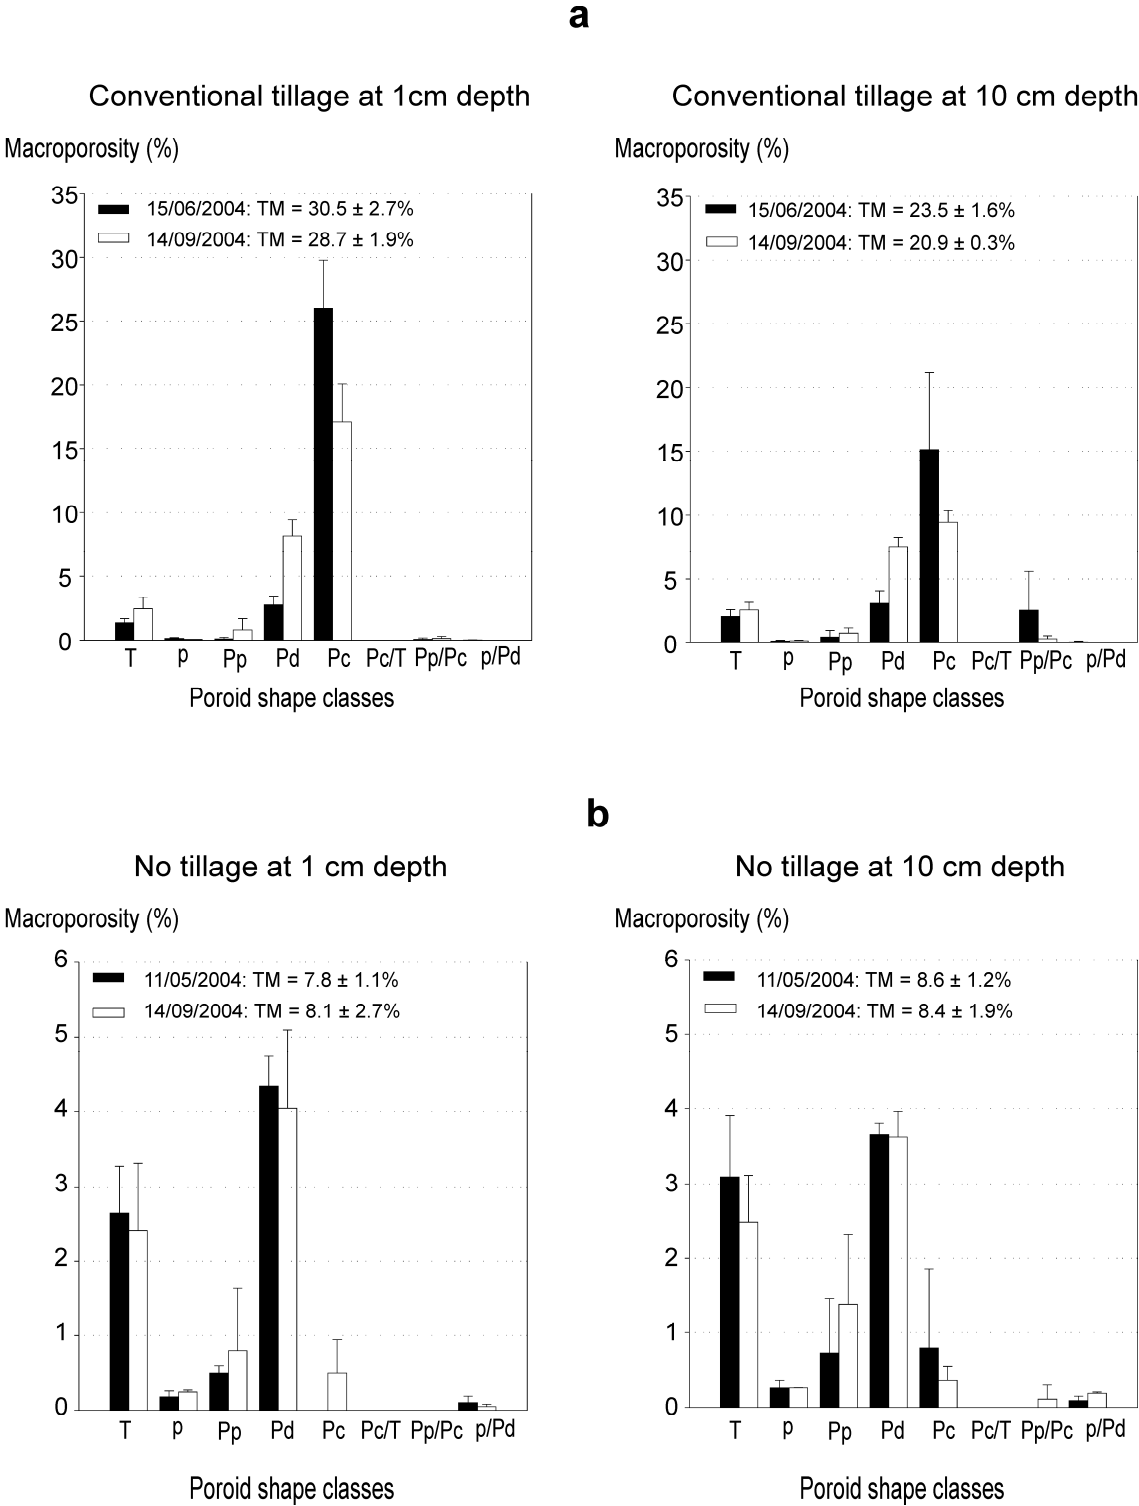 a
Conventional tillage at 1cm depth
Macroporosity (%)
15/06/2004: TM = 30.5 ± 2.7%
14/09/2004: TM = 28.7 ± 1.9%
35
30
25
20
15
10
5
0
T p Pp Pd Pc Pc/T Pp/Pc p/Pd
Poroid shape classes
Conventional tillage at 10 cm depth
Macroporosity (%)
15/06/2004: TM = 23.5 ± 1.6%
14/09/2004: TM = 20.9 ± 0.3%
35
30
25
20
15
10
5
0
T p Pp Pd Pc Pc/T Pp/Pc p/Pd
Poroid shape classes
b
No tillage at 1 cm depth
Macroporosity (%)
11/05/2004: TM = 7.8 ± 1.1%
14/09/2004: TM = 8.1 ± 2.7%
6
5
4
3
2
1
0
T p Pp Pd Pc Pc/T Pp/Pc p/Pd
Poroid shape classes
No tillage at 10 cm depth
Macroporosity (%)
11/05/2004: TM = 8.6 ± 1.2%
14/09/2004: TM = 8.4 ± 1.9%
6
5
4
3
2
1
0
T p Pp Pd Pc Pc/T Pp/Pc p/Pd
Poroid shape classes